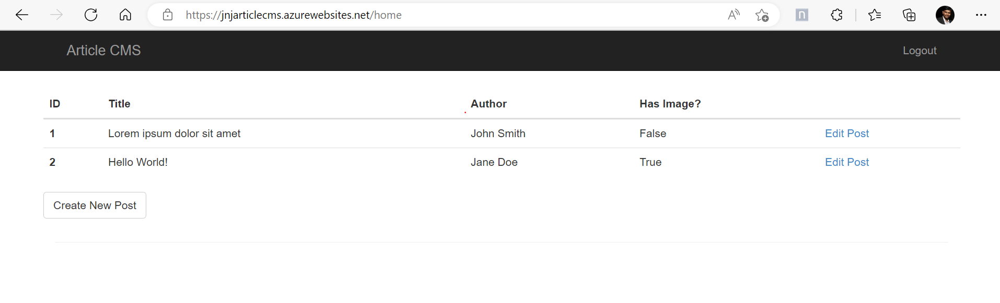 https://jnjarticlecms.azurewebsites.net/home
n
Article CMS Logout
ID Title Author Has Image?
1 Lorem ipsum dolor sit amet John Smith False Edit Post
2 Hello World! Jane Doe True Edit Post
Create New Post